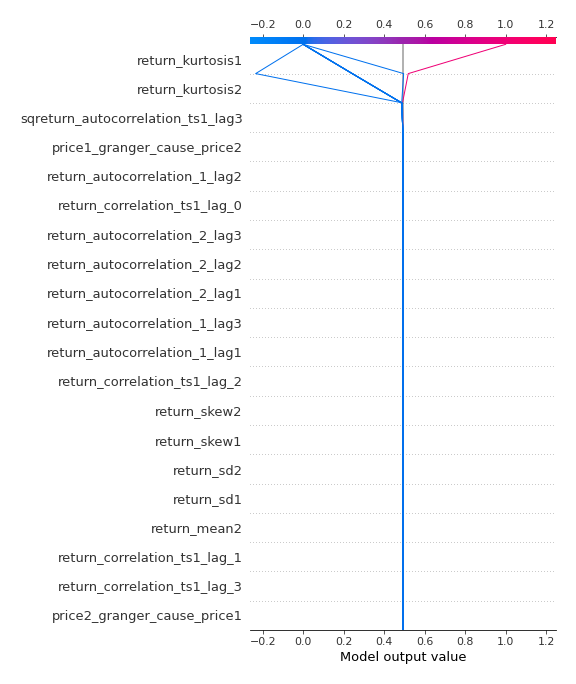 −0.2 0.0 0.2 0.4 0.6 0.8 1.0 1.2
return_kurtosis1
return_kurtosis2
sqreturn_autocorrelation_ts1_lag3
price1_granger_cause_price2
return_autocorrelation_1_lag2
return_correlation_ts1_lag_0
return_autocorrelation_2_lag3
return_autocorrelation_2_lag2
return_autocorrelation_2_lag1
return_autocorrelation_1_lag3
return_autocorrelation_1_lag1
return_correlation_ts1_lag_2
return_skew2
return_skew1
return_sd2
return_sd1
return_mean2
return_correlation_ts1_lag_1
return_correlation_ts1_lag_3
price2_granger_cause_price1
−0.2 0.0 0.2 0.4 0.6 0.8 1.0 1.2
Model output value